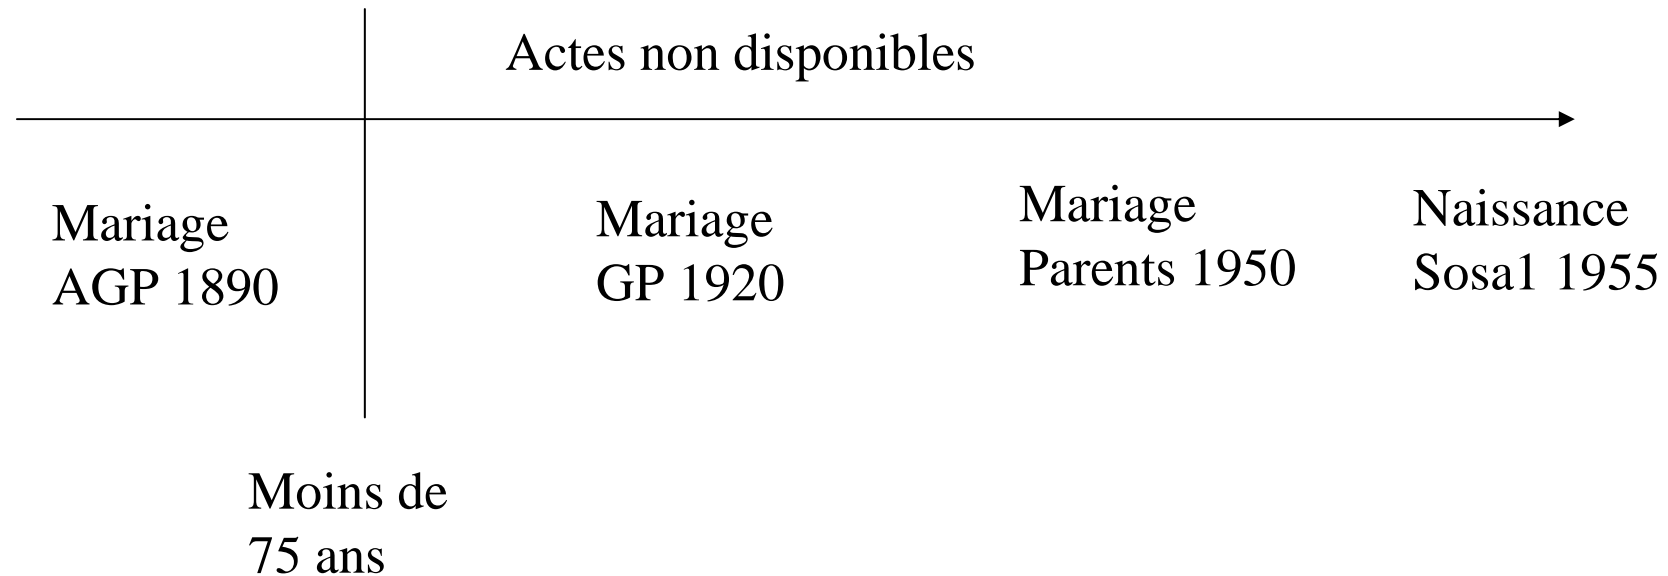 Actes non disponibles
Mariage
AGP 1890
Mariage
GP 1920
Mariage
Parents 1950
Naissance
Sosa1 1955
Moins de
75 ans